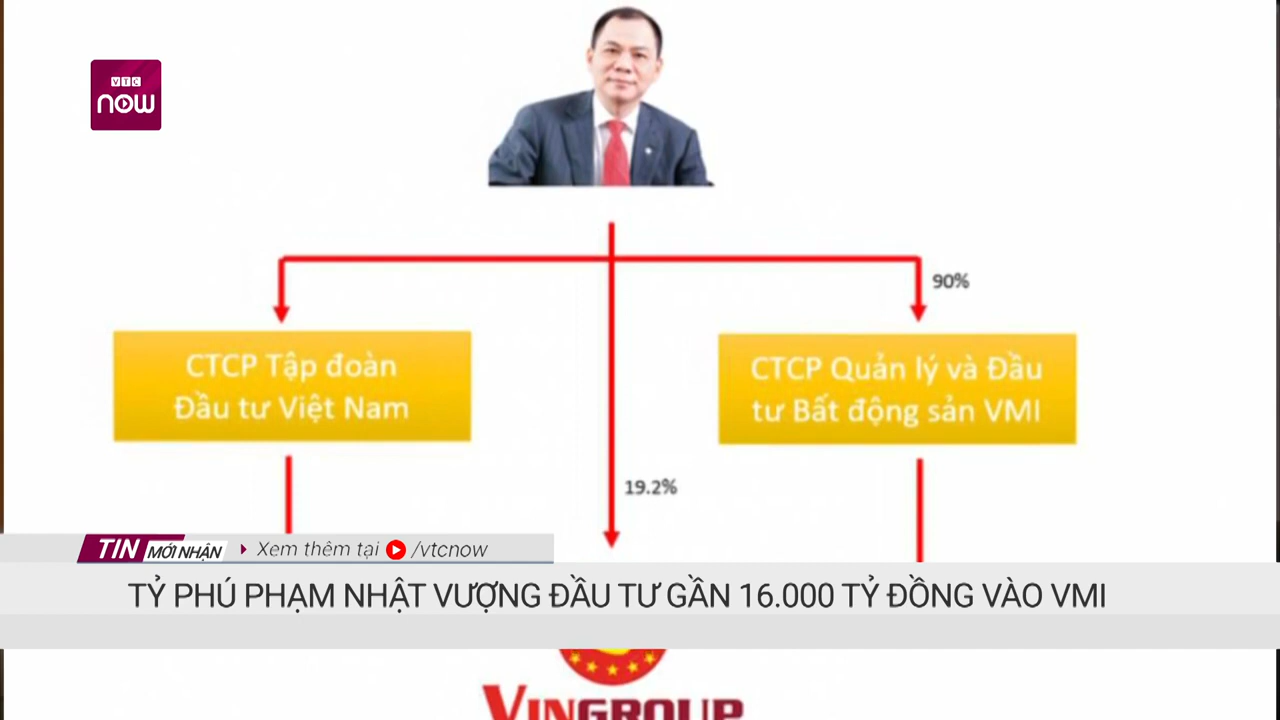 VTC
now
90%
CTCP Tập đoàn
Đầu tư Việt Nam
CTCP Quản lý và Đầu
tư Bất động sản VMI
19.2%
TIN MỚI NHẬN Xem thêm tại /vtcnow
TỶ PHÚ PHẠM NHẬT VƯỢNG ĐẦU TƯ GẦN 16.000 TỶ ĐỒNG VÀO VMI
VINGROUP